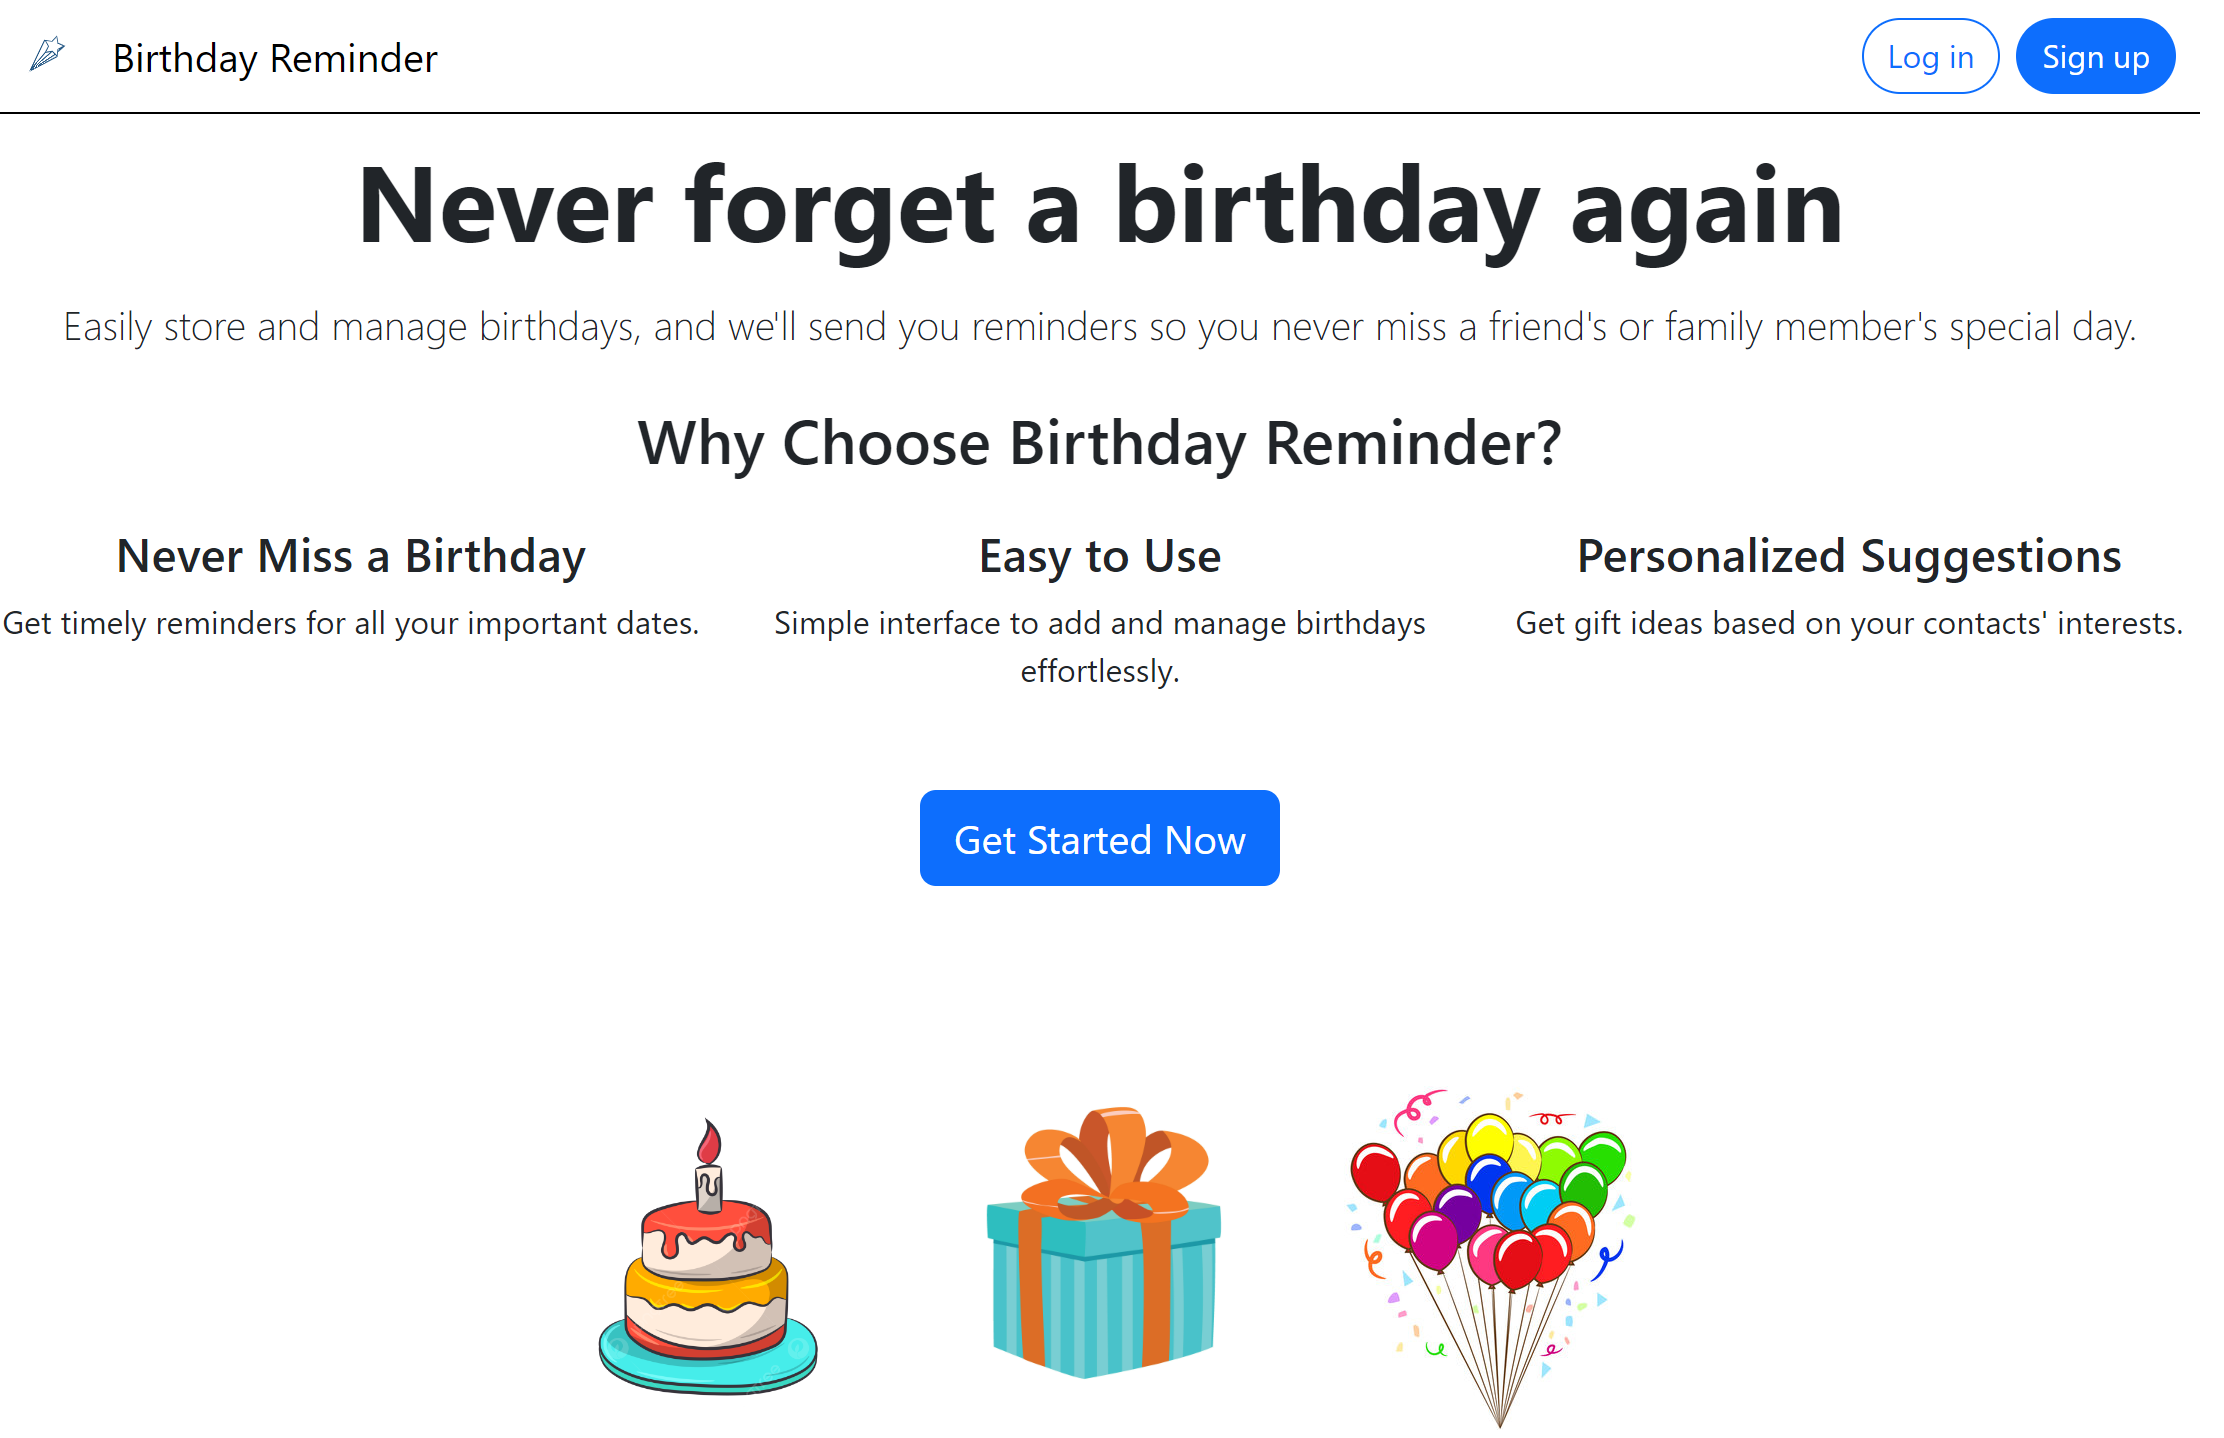 Birthday Reminder
Log in
Sign up
Never forget a birthday again
Easily store and manage birthdays, and we'll send you reminders so you never miss a friend's or family member's special day.
Why Choose Birthday Reminder?
Never Miss a Birthday
Get timely reminders for all your important dates.
Easy to Use
Simple interface to add and manage birthdays
effortlessly.
Personalized Suggestions
Get gift ideas based on your contacts' interests.
Get Started Now